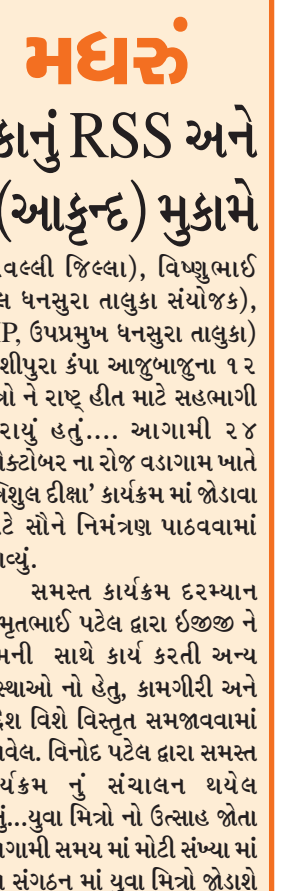 મધરું
કાનું RSS અને
(આકૃન્દ) મુકામે
વલ્લી જિલ્લા), વિષ્ણુભાઈ
ધનસુરા તાલુકા સંયોજક),
IP, ઉપપ્રમુખ ધનસુરા તાલુકા)
શીપુરા કંપા આજુબાજુના ૧૨
ત્રો ને રાષ્ટ્ર હીત માટે સહભાગી
રાયું હતું.... આગામી ૨૪
ક્ટોબર ના રોજ વડાગામ ખાતે
ત્રિશુલ દીક્ષા' કાર્યક્રમ માં જોડાવા
ટે સૌને નિમંત્રણ પાઠવવામાં
વ્યું.
સમસ્ત કાર્યક્રમ દરમ્યાન
મૃતભાઈ પટેલ દ્વારા ઇજીજી ને
મની સાથે કાર્ય કરતી અન્ય
સ્થાઓ નો હેતુ, કામગીરી અને
દ્દેશ વિશે વિસ્તૃત સમજાવવામાં
વેલ. વિનોદ પટેલ દ્વારા સમસ્ત
ર્યક્રમ નું સંચાલન થયેલ
તું...યુવા મિત્રો નો ઉત્સાહ જોતા
ગામી સમય માં મોટી સંખ્યા માં
સંગઠન માં યુવા મિત્રો જોડાશે